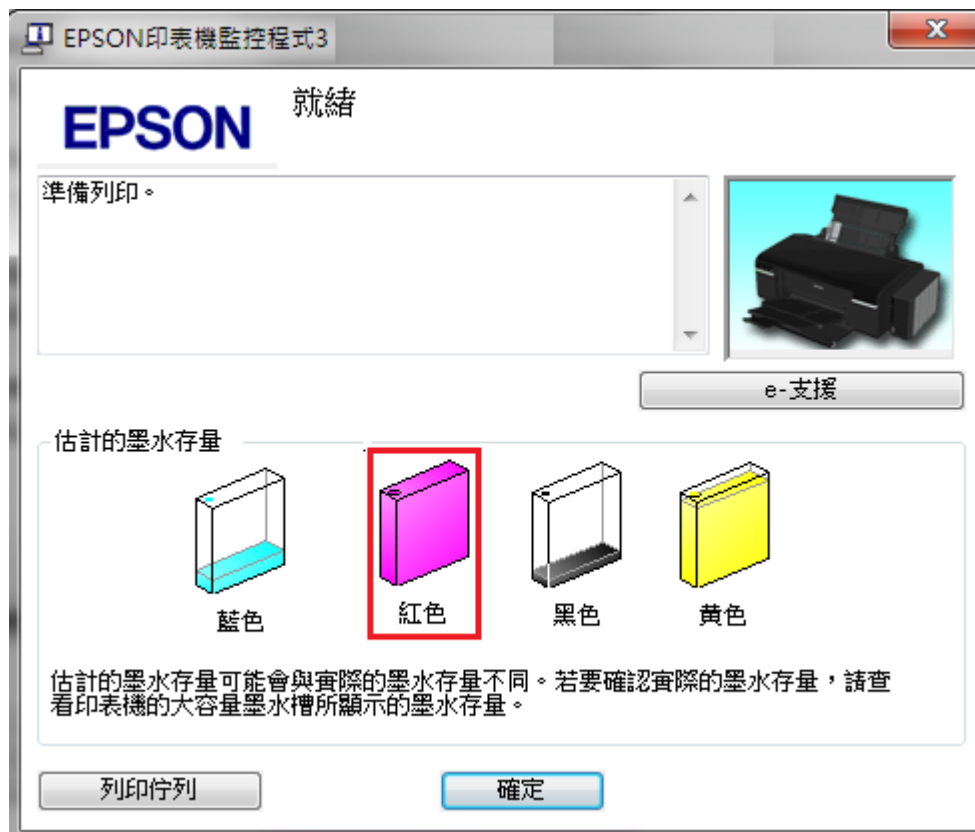 EPSON印表機監控程式3
EPSON
就緒
準備列印。
e-支援
估計的墨水存量
藍色
紅色
黑色
黃色
估計的墨水存量可能會與實際的墨水存量不同。若要確認實際的墨水存量，請查
看印表機的大容量墨水槽所顯示的墨水存量。
列印佇列
確定